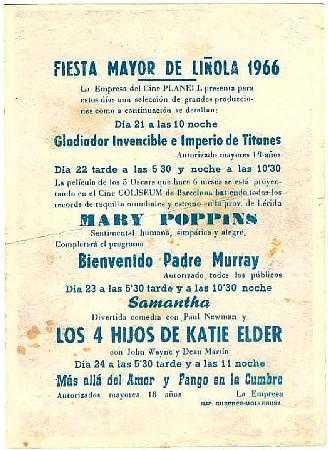 FIESTA MAYOR DE LIÑOLA 1966
La Empresa del Cine PLANELL presenta para
estos días una selección de grandes produccio-
nes como a continuación se detallan:
Día 21 a las 10 noche
Gladiador Invencible e Imperio de Titanes
Autorizado mayores 14 años
Día 22 tarde a las 5'30 y noche a las 10'30
La película de los 5 Oscars que hace 6 meses se está proyec-
tando en el Cine COLISEUM de Barcelona batiendo todos los
records de taquilla mundiales y estreno en la prov. de Lérida
MARY POPPINS
Sentimental humana, simpática y alegre,
Completará el programa
Bienvenido Padre Murray
Autorizado todos los públicos
Día 23 a las 5'30 tarde y a las 10'30 noche
Samantha
Divertida comedia con Paul Newman y
LOS 4 HIJOS DE KATIE ELDER
con John Wayne y Dean Martin
Día 24 a las 5'30 tarde y a las 11 noche
Más allá del Amor y Fango en la Cumbre
Autorizados mayores 18 años La Empresa
IMP. MOLLERUSA